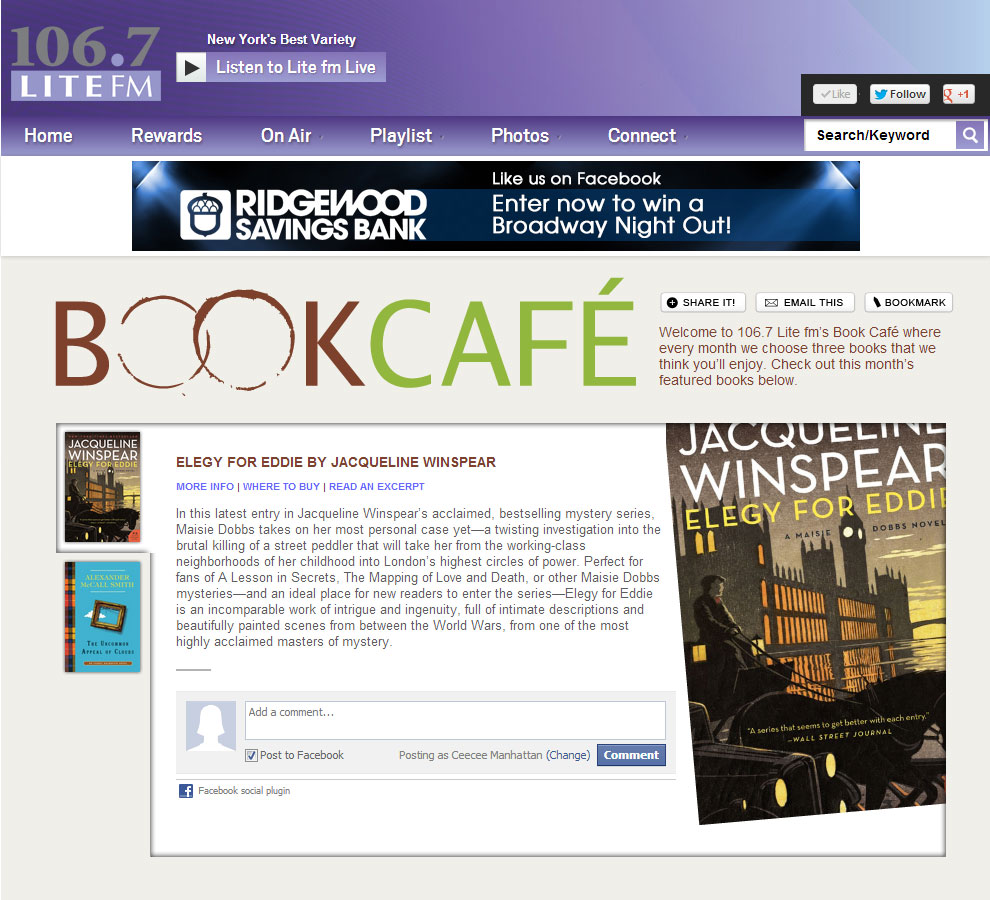 106.7
LITE FM
New York's Best Variety
Listen to Lite fm Live
Like
Follow
g +1
Home Rewards On Air Playlist Photos Connect
Search/Keyword
RIDGEWOOD
SAVINGS BANK
Like us on Facebook
Enter now to win a
Broadway Night Out!
BOOKCAFÉ
SHARE IT! EMAIL THIS BOOKMARK
Welcome to 106.7 Lite fm's Book Café where
every month we choose three books that we
think you'll enjoy. Check out this month's
featured books below.
JACQUELINE
WINSPEAR
ELEGY FOR EDDIE
ALEXANDER
McCALL SMITH
THE UNCOMMON
APPEAL OF CLOUDS
ELEGY FOR EDDIE BY JACQUELINE WINSPEAR
MORE INFO | WHERE TO BUY | READ AN EXCERPT
In this latest entry in Jacqueline Winspear's acclaimed, bestselling mystery series,
Maisie Dobbs takes on her most personal case yet—a twisting investigation into the
brutal killing of a street peddler that will take her from the working-class
neighborhoods of her childhood into London's highest circles of power. Perfect for
fans of A Lesson in Secrets, The Mapping of Love and Death, or other Maisie Dobbs
mysteries—and an ideal place for new readers to enter the series—Elegy for Eddie
is an incomparable work of intrigue and ingenuity, full of intimate descriptions and
beautifully painted scenes from between the World Wars, from one of the most
highly acclaimed masters of mystery.
Add a comment...
Post to Facebook
Posting as Ceecee Manhattan (Change)
Comment
Facebook social plugin
JACQUELINE
WINSPEAR
ELEGY FOR EDDIE
A MAISIE DOBBS NOVEL
"A series that seems to get better with each entry."
—WALL STREET JOURNAL